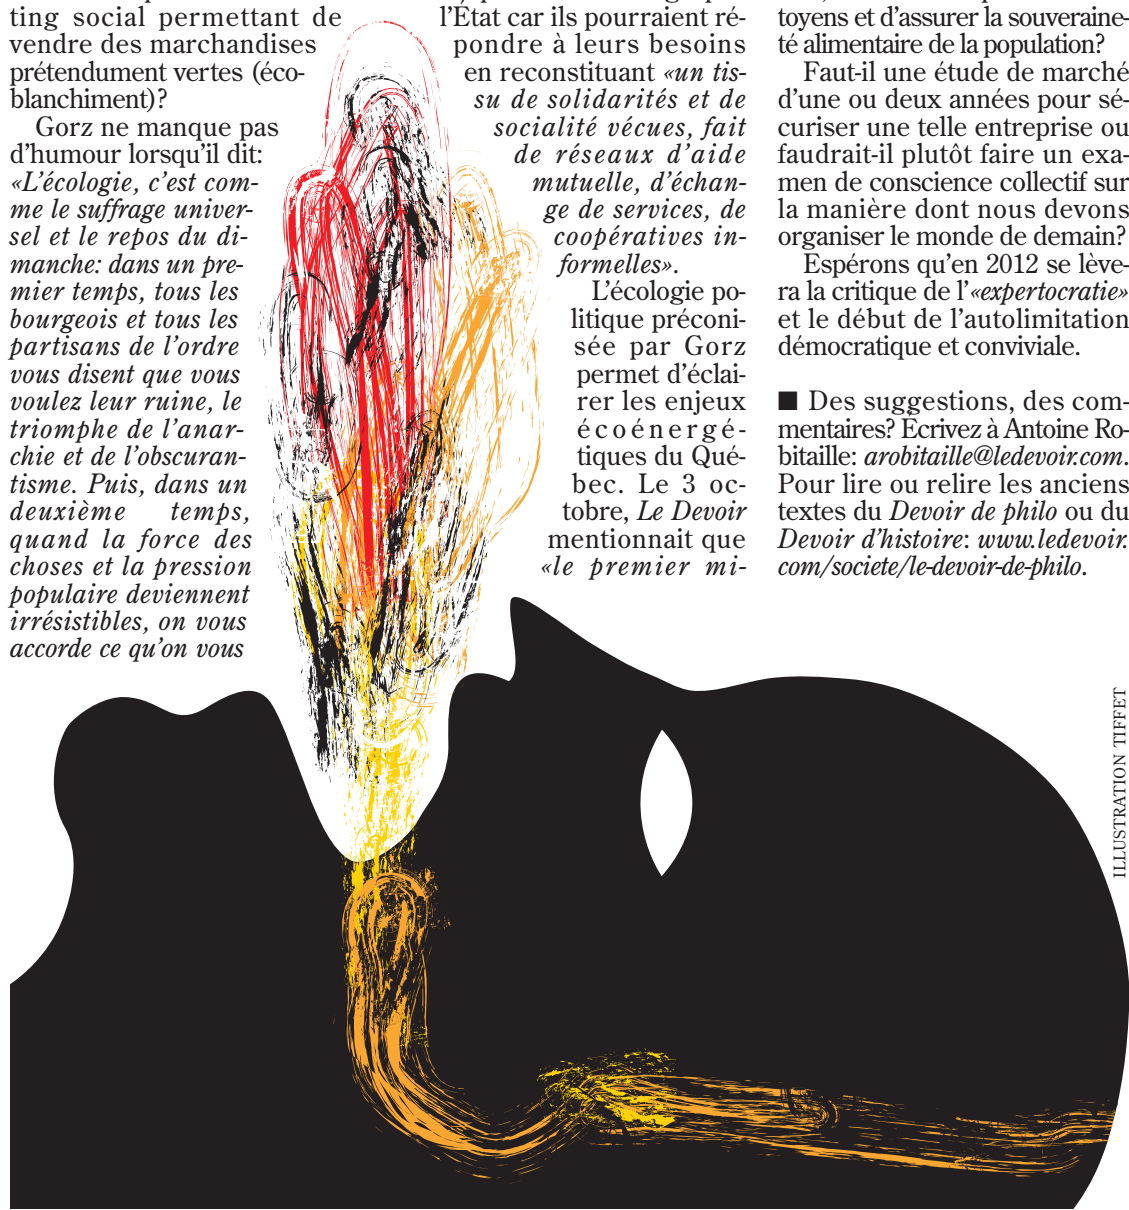 ting social permettant de
vendre des marchandises
prétendument vertes (éco-
blanchiment)?
Gorz ne manque pas
d'humour lorsqu'il dit:
«L'écologie, c'est com-
me le suffrage univer-
sel et le repos du di-
manche: dans un pre-
mier temps, tous les
bourgeois et tous les
partisans de l'ordre
vous disent que vous
voulez leur ruine, le
triomphe de l'anar-
chie et de l'obscuran-
tisme. Puis, dans un
deuxième temps,
quand la force des
choses et la pression
populaire deviennent
irrésistibles, on vous
accorde ce qu'on vous
l'État car ils pourraient ré-
pondre à leurs besoins
en reconstituant «un tis-
su de solidarités et de
socialité vécues, fait
de réseaux d'aide
mutuelle, d'échan-
ge de services, de
coopératives in-
formelles».
L'écologie po-
litique préconi-
sée par Gorz
permet d'éclai-
rer les enjeux
écoénergé-
tiques du Qué-
bec. Le 3 oc-
tobre, Le Devoir
mentionnait que
«le premier mi-
toyens et d'assurer la souveraine-
té alimentaire de la population?
Faut-il une étude de marché
d'une ou deux années pour sé-
curiser une telle entreprise ou
faudrait-il plutôt faire un exa-
men de conscience collectif sur
la manière dont nous devons
organiser le monde de demain?
Espérons qu'en 2012 se lève-
ra la critique de l'«expertocratie»
et le début de l'autolimitation
démocratique et conviviale.
■ Des suggestions, des com-
mentaires? Écrivez à Antoine Ro-
bitaille: arobitaille@ledevoir.com.
Pour lire ou relire les anciens
textes du Devoir de philo ou du
Devoir d'histoire: www.ledevoir.
com/societe/le-devoir-de-philo.
ILLUSTRATION TIFFET